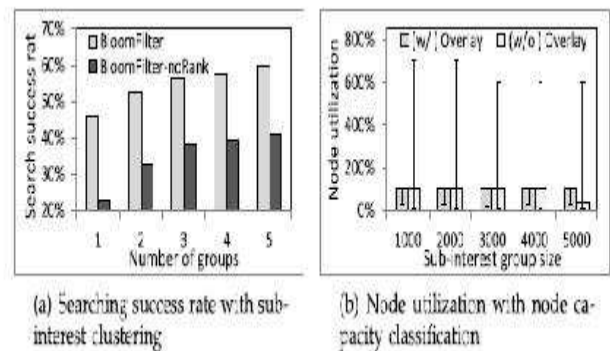 Search success rat
70%
60%
50%
40%
30%
20%
BloomFilter
BloomFilter-noRank
1 2 3 4 5
Number of groups
(a) Searching success rate with sub-
interest clustering
Node utilization
800%
600%
400%
200%
0%
(w/) Overlay (w/o) Overlay
1000 2000 3000 4000 5000
Sub-interest group size
(b) Node utilization with node ca-
pacity classification